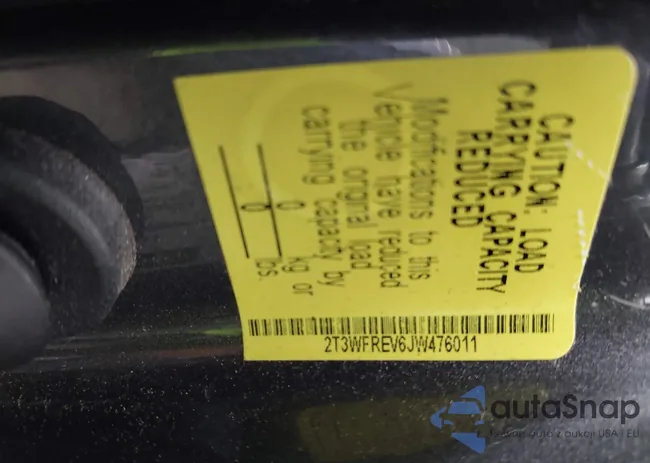 CAUTION: LOAD
CARRYNG CAPACITY
REDUCED
Modifications to this
Vehicle have reduced
the original load
carrying capacity by
0 kg or
0 lbs.
2T3WFREV6JW476011
autaSnap